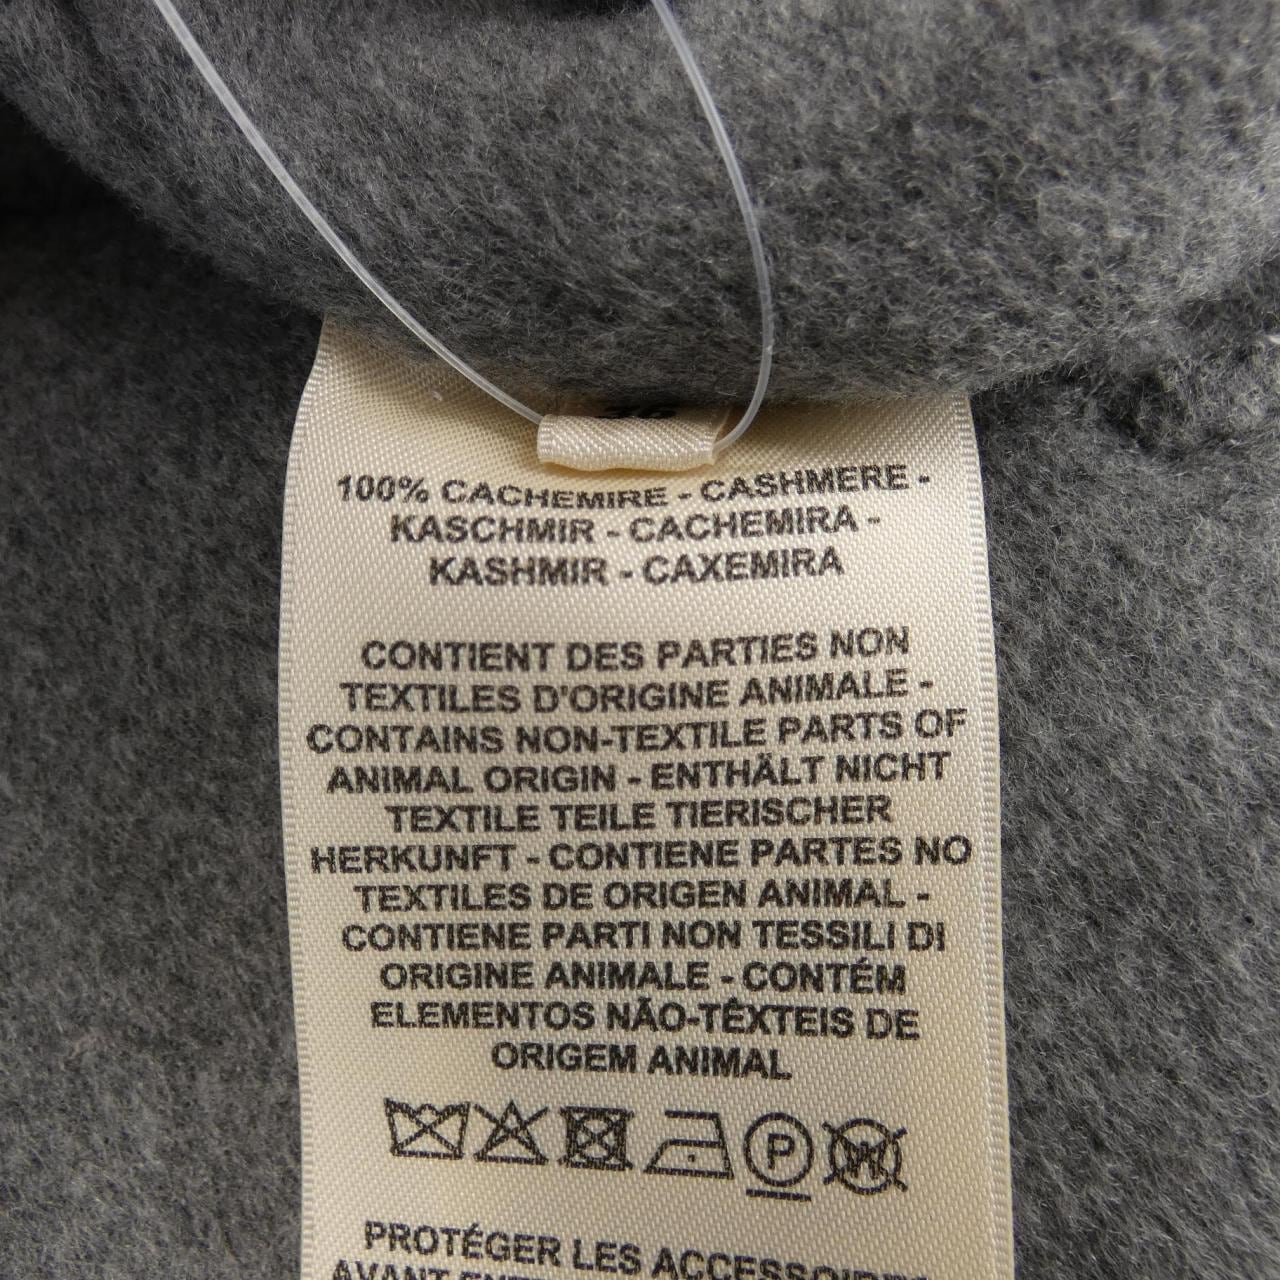 36
100% CACHEMIRE - CASHMERE -
KASCHMIR - CACHEMIRA -
KASHMIR - CAXEMIRA
CONTIENT DES PARTIES NON
TEXTILES D'ORIGINE ANIMALE -
CONTAINS NON-TEXTILE PARTS OF
ANIMAL ORIGIN - ENTHÄLT NICHT
TEXTILE TEILE TIERISCHER
HERKUNFT - CONTIENE PARTES NO
TEXTILES DE ORIGEN ANIMAL -
CONTIENE PARTI NON TESSILI DI
ORIGINE ANIMALE - CONTÉM
ELEMENTOS NÃO-TÊXTEIS DE
ORIGEM ANIMAL
P W
PROTÉGER LES ACCESSOIRES
AVANT